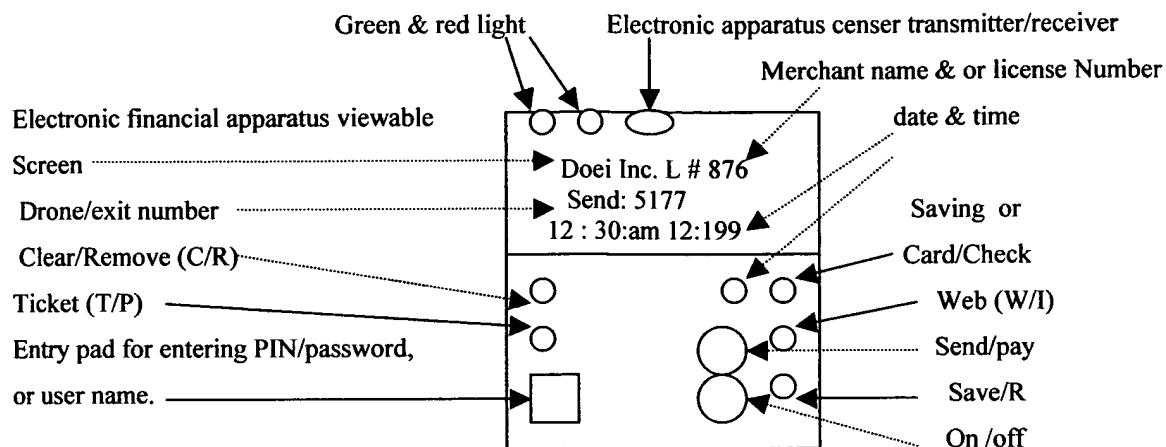 Green & red light
Electronic apparatus censer transmitter/receiver
Merchant name & or license Number
Electronic financial apparatus viewable
Screen
date & time
Doei Inc. L # 876
Send: 5177
12 : 30:am 12:199
Drone/exit number
Clear/Remove (C/R)
Ticket (T/P)
Entry pad for entering PIN/password,
or user name.
Saving or
Card/Check
Web (W/I)
Send/pay
Save/R
On /off